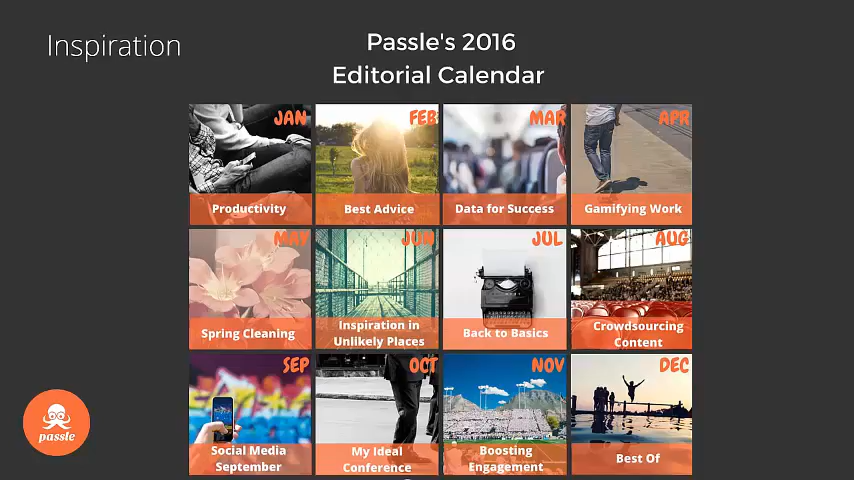 Inspiration
Passle's 2016
Editorial Calendar
JAN
FEB
MAR
APR
Productivity
Best Advice
Data for Success
Gamifying Work
MAY
JUN
JUL
AUG
Spring Cleaning
Inspiration in
Unlikely Places
Back to Basics
Crowdsourcing
Content
SEP
OCT
NOV
DEC
Social Media
September
My Ideal
Conference
Boosting
Engagement
Best Of
passle